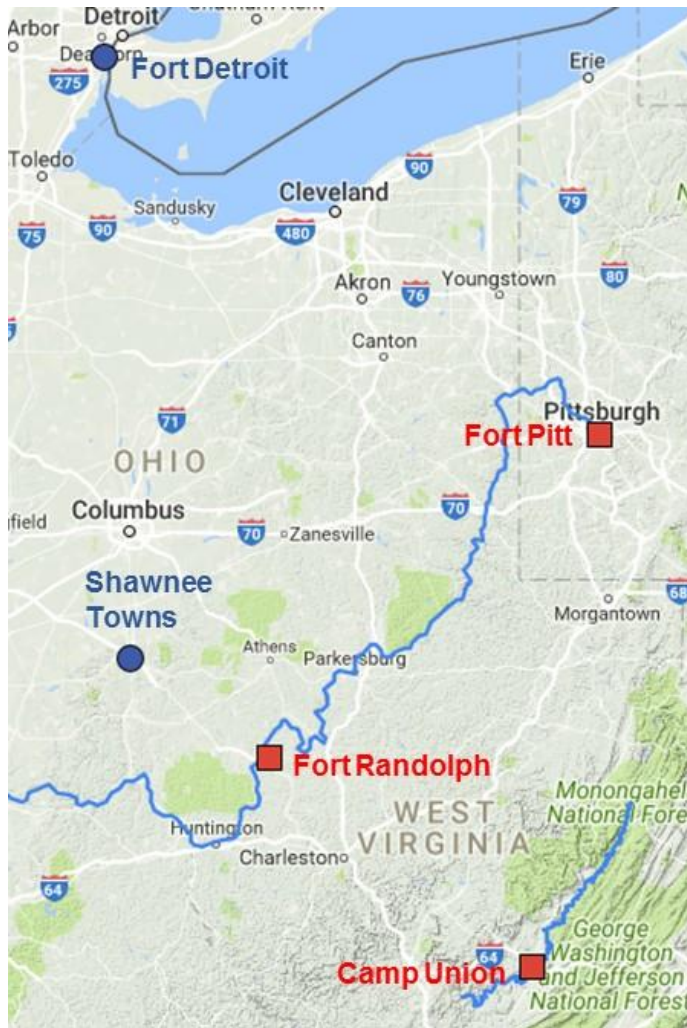 Arbor
Detroit
Dearborn
Fort Detroit
275
Erie
Toledo
90
Cleveland
Sandusky
79
75
90
480
Akron
Youngstown
80
76
Canton
71
Pittsburgh
Fort Pitt
OHIO
Columbus
70
70
field
Zanesville
Shawnee
Towns
68
Morgantown
Athens
Parkersburg
Fort Randolph
Monongahel
National Fore
WEST
VIRGINIA
Huntington
Charleston
64
George
Washington
and Jefferson
National Forest
64
Camp Union